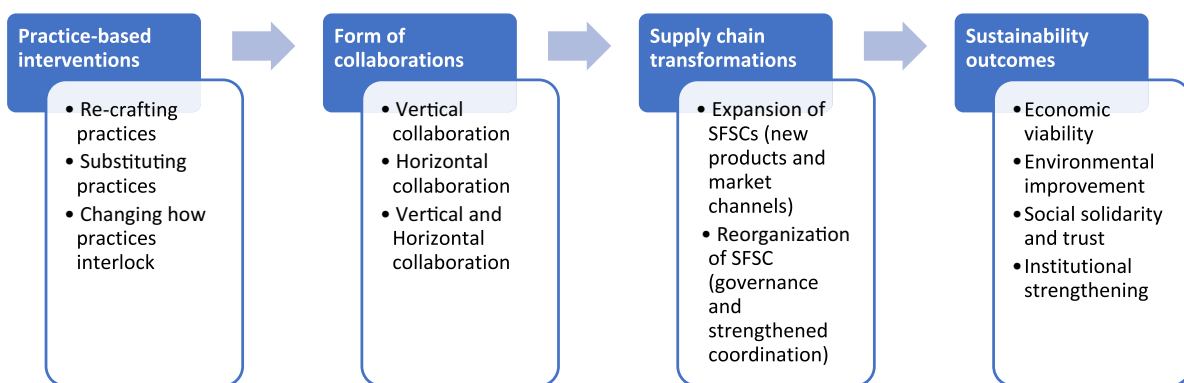 Practice-based
interventions
• Re-crafting
practices
• Substituting
practices
• Changing how
practices
interlock
Form of
collaborations
• Vertical
collaboration
• Horizontal
collaboration
• Vertical and
Horizontal
collaboration
Supply chain
transformations
• Expansion of
SFSCs (new
products and
market
channels)
• Reorganization
of SFSC
(governance
and
strengthened
coordination)
Sustainability
outcomes
• Economic
viability
• Environmental
improvement
• Social solidarity
and trust
• Institutional
strengthening